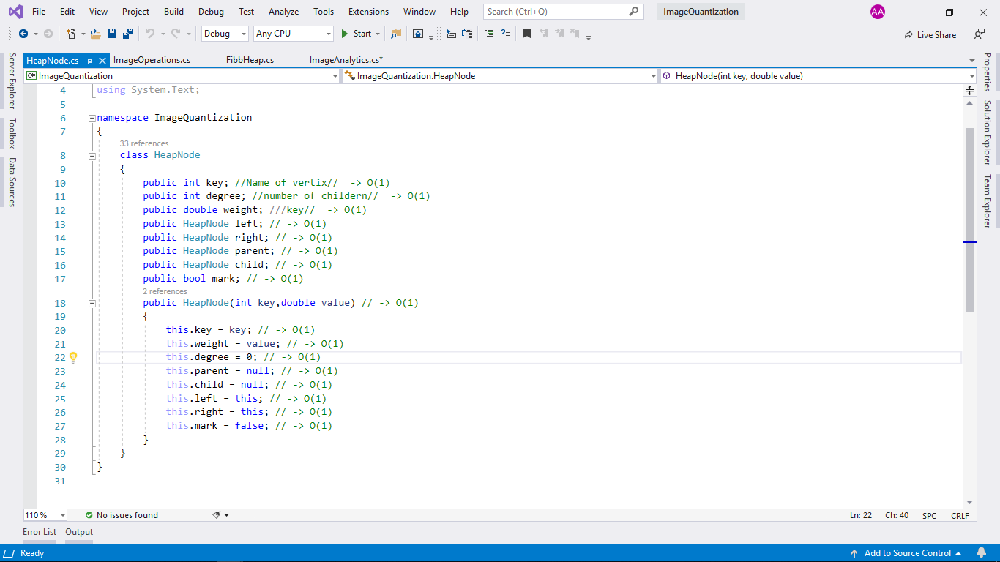 File Edit View Project Build Debug Test Analyze Tools Extensions Window Help Search (Ctrl+Q) ImageQuantization AA
Debug Any CPU Start Live Share
HeapNode.cs ImageOperations.cs FibbHeap.cs ImageAnalytics.cs*
C# ImageQuantization ImageQuantization.HeapNode HeapNode(int key, double value)
Server Explorer
Toolbox
Data Sources
4 using System.Text;
5
6 namespace ImageQuantization
7 {
33 references
8 class HeapNode
9 {
10 public int key; //Name of vertix// -> O(1)
11 public int degree; //number of childern// -> O(1)
12 public double weight; ///key// -> O(1)
13 public HeapNode left; // -> O(1)
14 public HeapNode right; // -> O(1)
15 public HeapNode parent; // -> O(1)
16 public HeapNode child; // -> O(1)
17 public bool mark; // -> O(1)
2 references
18 public HeapNode(int key,double value) // -> O(1)
19 {
20 this.key = key; // -> O(1)
21 this.weight = value; // -> O(1)
22 this.degree = 0; // -> O(1)
23 this.parent = null; // -> O(1)
24 this.child = null; // -> O(1)
25 this.left = this; // -> O(1)
26 this.right = this; // -> O(1)
27 this.mark = false; // -> O(1)
28 }
29 }
30 }
31
Properties
Solution Explorer
Team Explorer
110 % No issues found Ln: 22 Ch: 40 SPC CRLF
Error List Output
Ready Add to Source Control